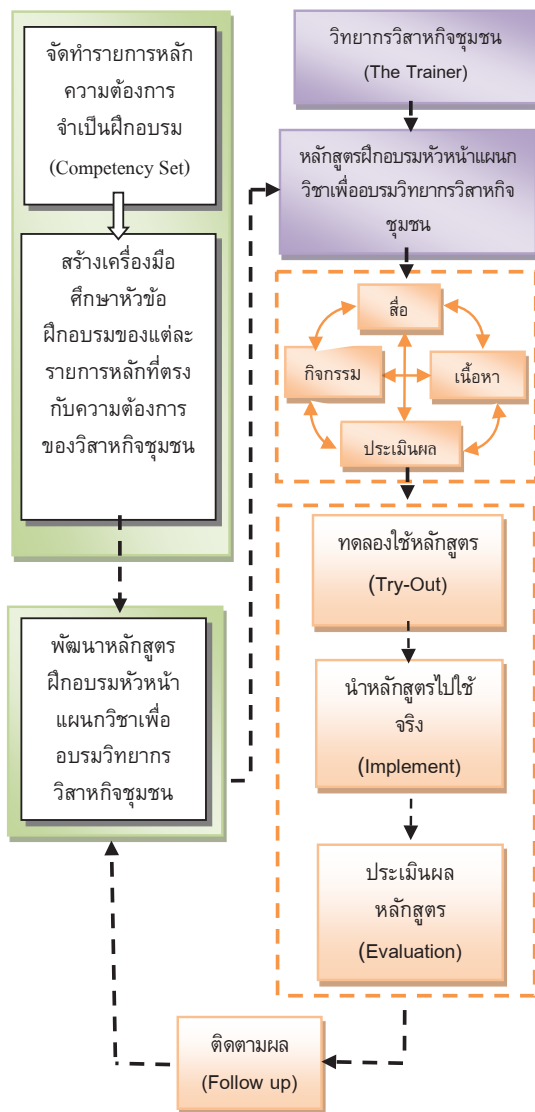 จัดทำรายการหลัก
ความต้องการ
จำเป็นฝึกอบรม
(Competency Set)
สร้างเครื่องมือ
ศึกษาหัวข้อ
ฝึกอบรมของแต่ละ
รายการหลักที่ตรง
กับความต้องการ
ของวิสาหกิจชุมชน
พัฒนาหลักสูตร
ฝึกอบรมหัวหน้า
แผนกวิชาเพื่อ
อบรมวิทยากร
วิสาหกิจชุมชน
วิทยากรวิสาหกิจชุมชน
(The Trainer)
หลักสูตรฝึกอบรมหัวหน้าแผนก
วิชาเพื่ออบรมวิทยากรวิสาหกิจ
ชุมชน
สื่อ
กิจกรรม
เนื้อหา
ประเมินผล
ทดลองใช้หลักสูตร
(Try-Out)
นำหลักสูตรไปใช้
จริง
(Implement)
ประเมินผล
หลักสูตร
(Evaluation)
ติดตามผล
(Follow up)